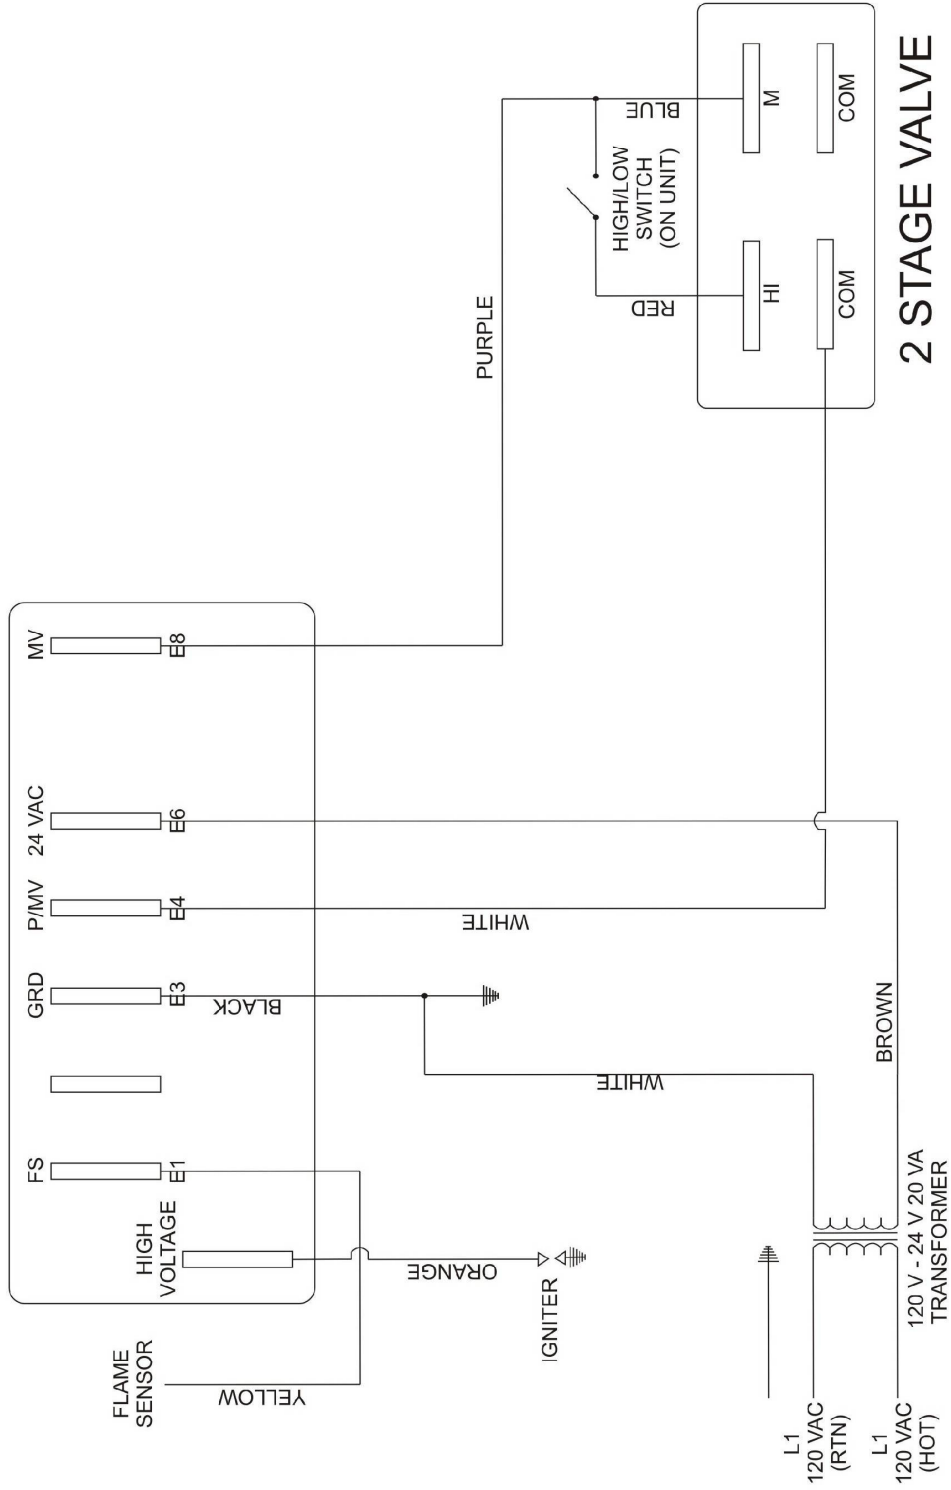 FLAME
SENSOR
YELLOW
HIGH
VOLTAGE
ORANGE
IGNITER
FS
E1
GRD
E3
BLACK
P/MV
E4
WHITE
24 VAC
E6
MV
E8
PURPLE
WHITE
BROWN
L1
120 VAC
(RTN)
L1
120 VAC
(HOT)
120 V - 24 V 20 VA
TRANSFORMER
RED
HIGH/LOW
SWITCH
(ON UNIT)
BLUE
HI
COM
M
COM
2 STAGE VALVE